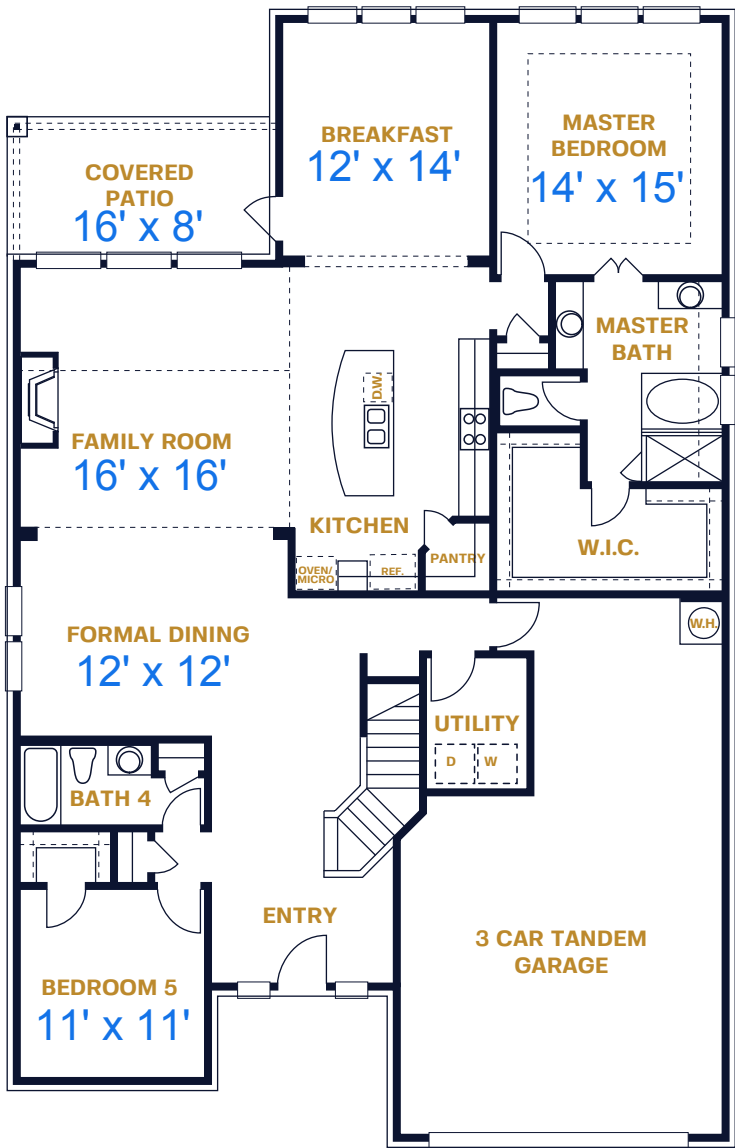 BREAKFAST
12' x 14'
MASTER
BEDROOM
14' x 15'
COVERED
PATIO
16' x 8'
MASTER
BATH
D.W.
FAMILY ROOM
16' x 16'
KITCHEN
OVEN/
MICRO.
REF.
PANTRY
W.I.C.
FORMAL DINING
12' x 12'
W.H.
UTILITY
D
W
BATH 4
ENTRY
3 CAR TANDEM
GARAGE
BEDROOM 5
11' x 11'